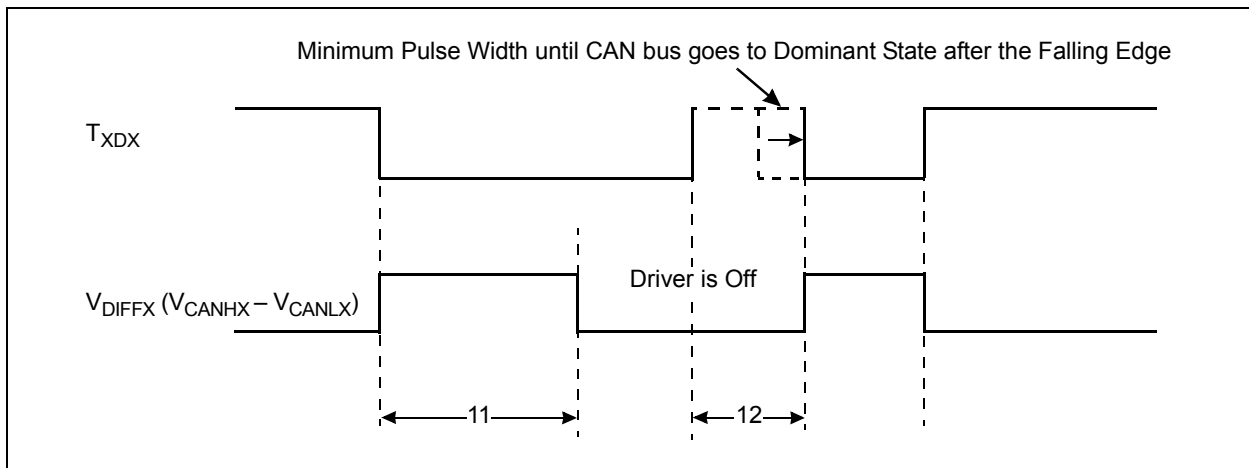 Minimum Pulse Width until CAN bus goes to Dominant State after the Falling Edge
TXDX
Driver is Off
VDIFFX (VCANHX – VCANLX)
11
12